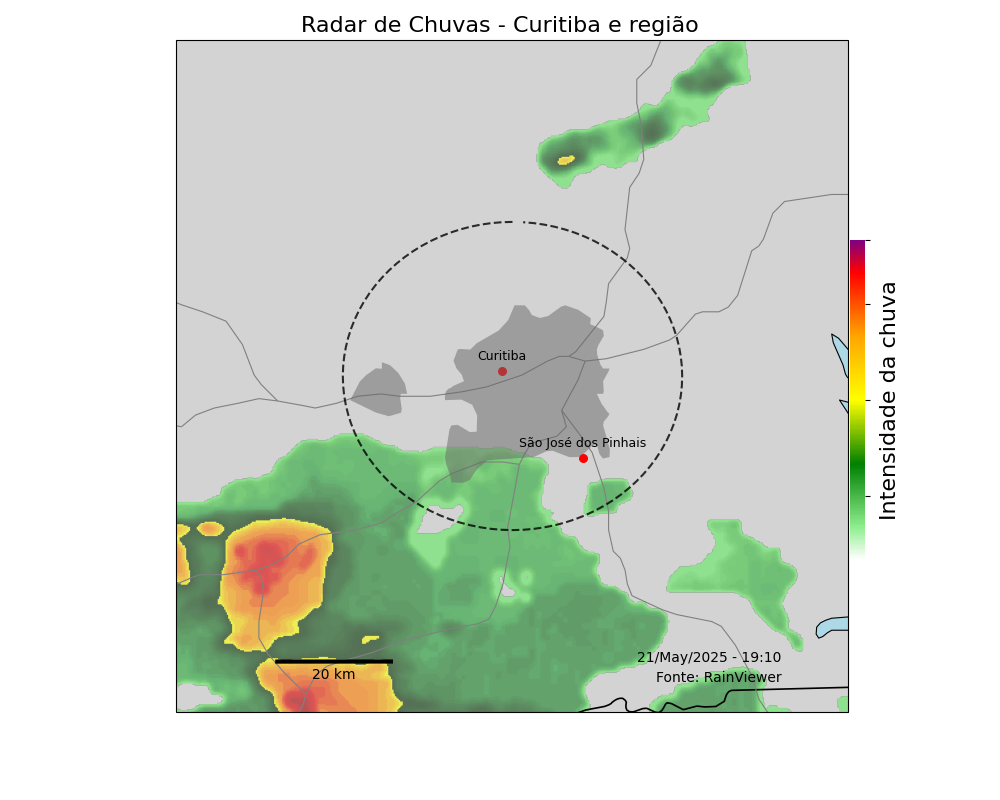 Radar de Chuvas - Curitiba e região
Curitiba
São José dos Pinhais
Intensidade da chuva
21/May/2025 - 19:10
Fonte: RainViewer
20 km